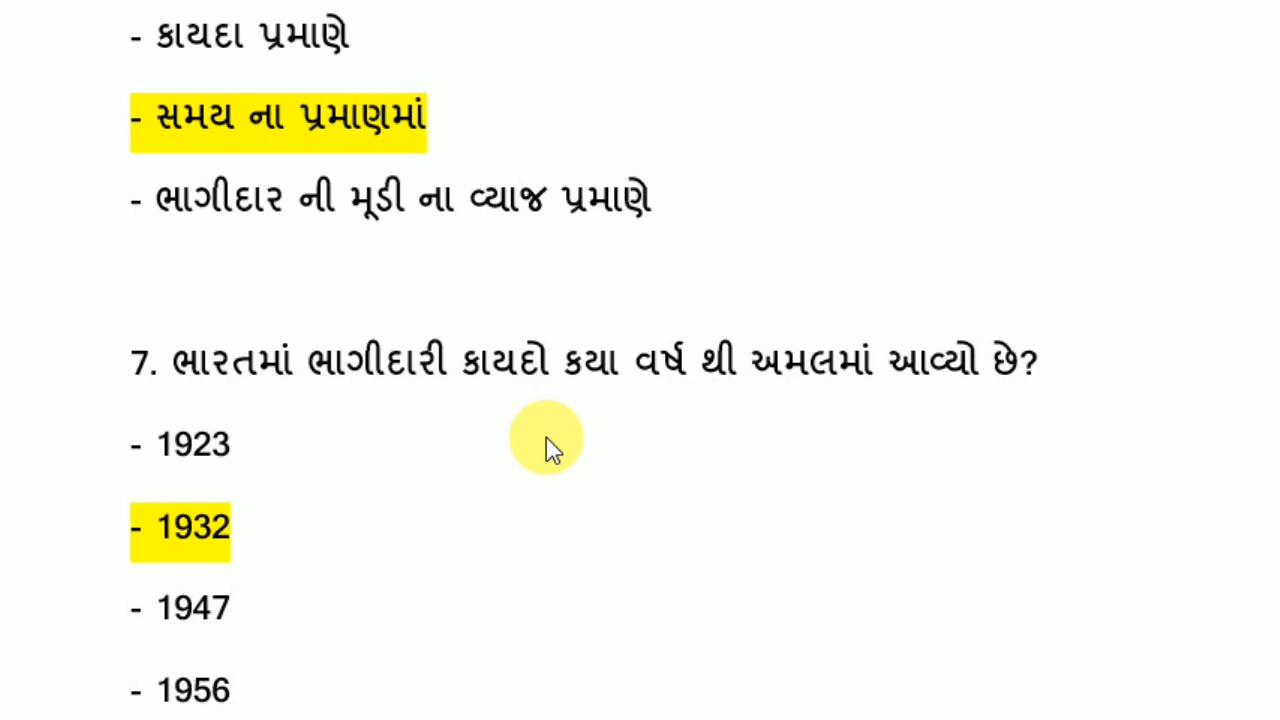 - કાયદા પ્રમાણે
- સમય ના પ્રમાણમાં
- ભાગીદાર ની મૂડી ના વ્યાજ પ્રમાણે
7. ભારતમાં ભાગીદારી કાયદો કયા વર્ષ થી અમલમાં આવ્યો છે?
- 1923
- 1932
- 1947
- 1956